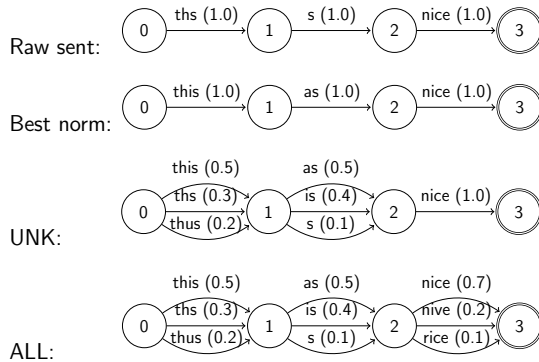 ths (1.0) s (1.0) nice (1.0)
0 1 2 3
Raw sent:
this (1.0) as (1.0) nice (1.0)
0 1 2 3
Best norm:
this (0.5) as (0.5)
ths (0.3) is (0.4) nice (1.0)
0 1 2 3
thus (0.2) s (0.1)
UNK:
this (0.5) as (0.5) nice (0.7)
ths (0.3) is (0.4) nive (0.2)
0 1 2 3
thus (0.2) s (0.1) rice (0.1)
ALL: